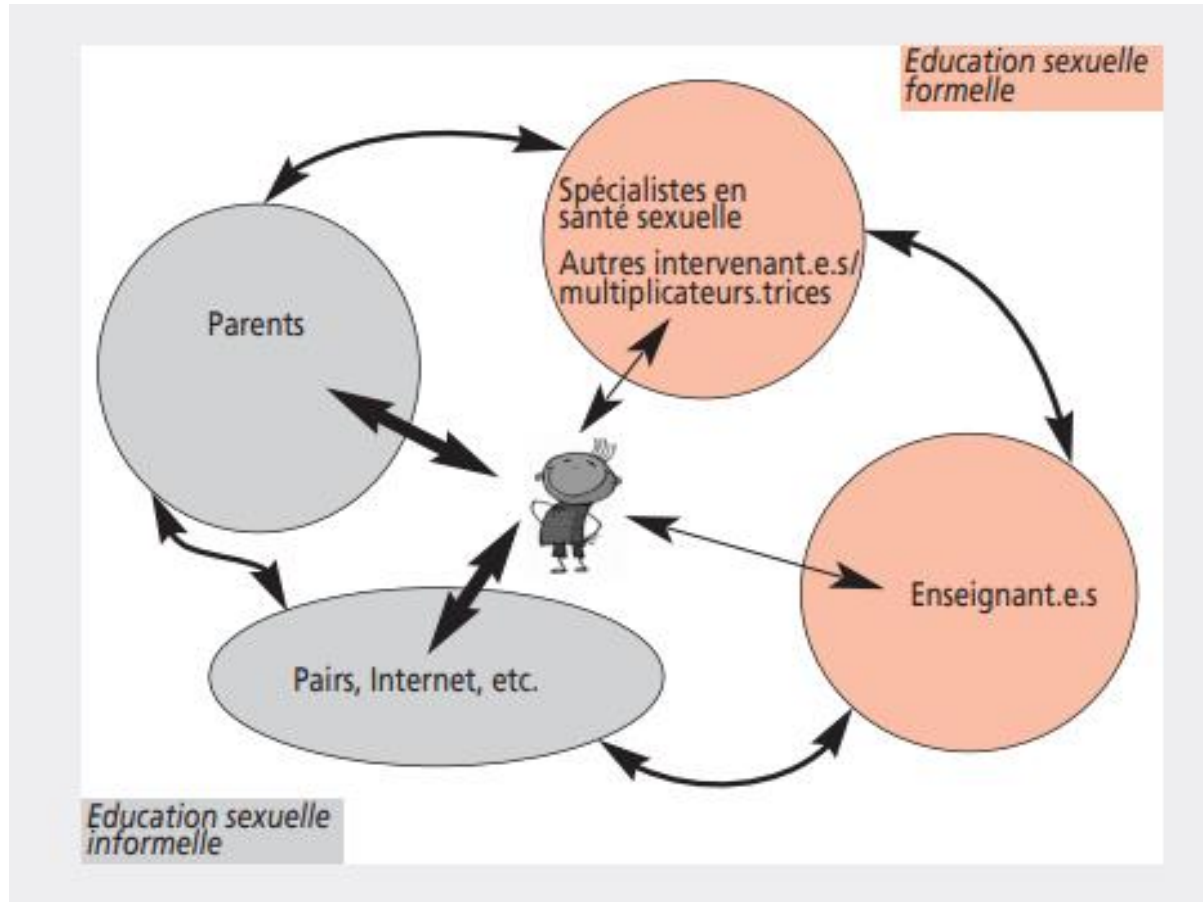 Education sexuelle
formelle
Spécialistes en
santé sexuelle
Autres intervenant.e.s/
multiplicateurs.trices
Parents
Enseignant.e.s
Pairs, Internet, etc.
Education sexuelle
informelle